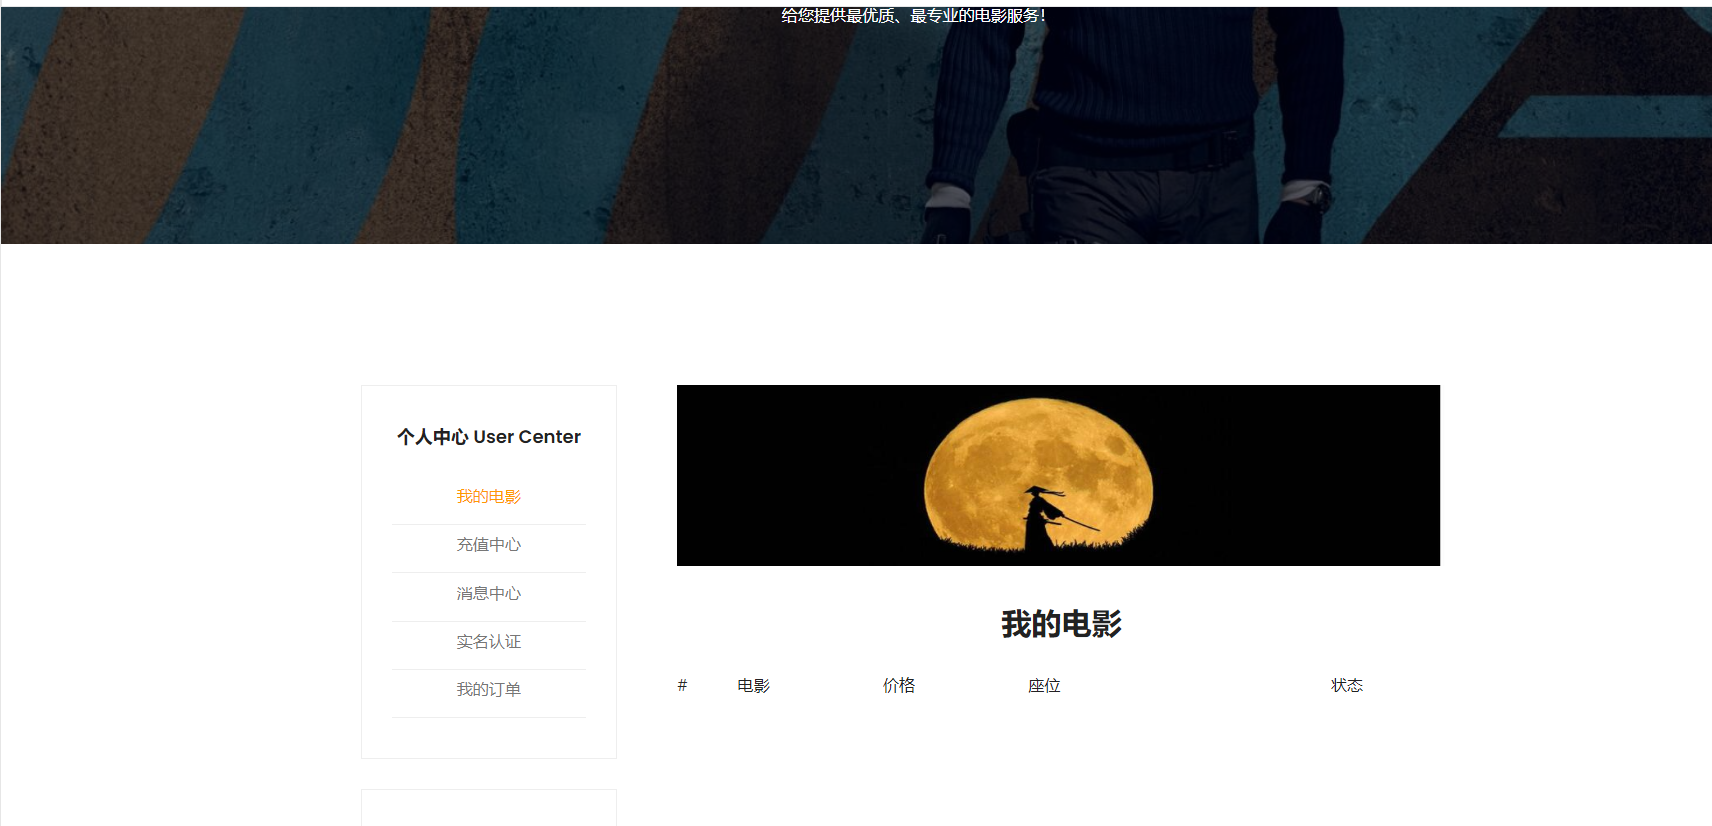 给您提供最优质、最专业的电影服务！
个人中心 User Center
我的电影
充值中心
消息中心
实名认证
我的订单
我的电影
# 电影 价格 座位 状态